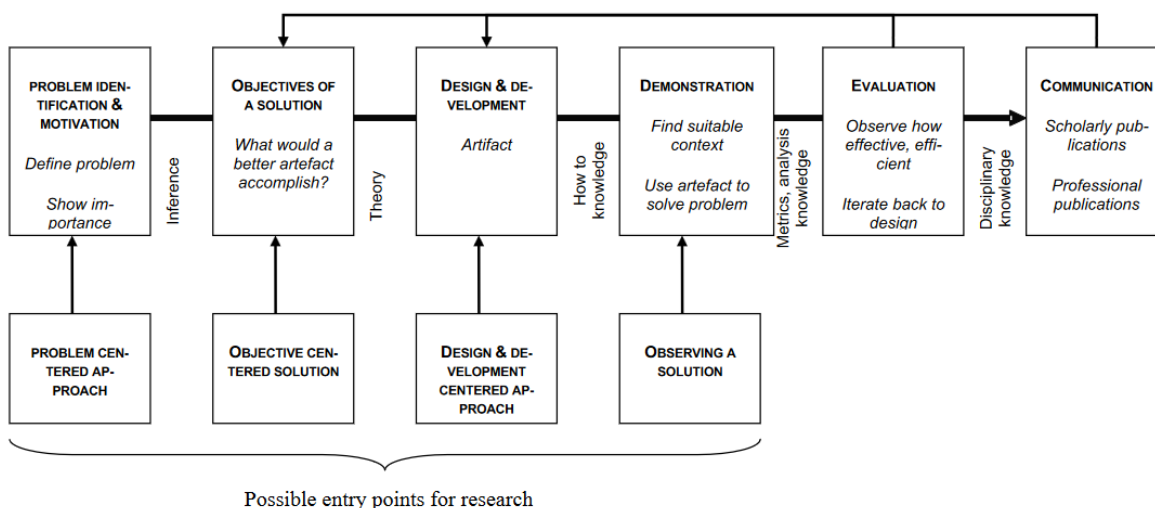 PROBLEM IDEN-
TIFICATION &
MOTIVATION
Define problem
Show im-
portance
Inference
OBJECTIVES OF
A SOLUTION
What would a
better artefact
accomplish?
Theory
DESIGN & DE-
VELOPMENT
Artifact
How to
knowledge
DEMONSTRATION
Find suitable
context
Use artefact to
solve problem
Metrics, analysis
knowledge
EVALUATION
Observe how
effective, effi-
cient
Iterate back to
design
Disciplinary
knowledge
COMMUNICATION
Scholarly pub-
lications
Professional
publications
PROBLEM CEN-
TERED AP-
PROACH
OBJECTIVE CEN-
TERED SOLUTION
DESIGN & DE-
VELOPMENT
CENTERED AP-
PROACH
OBSERVING A
SOLUTION
Possible entry points for research